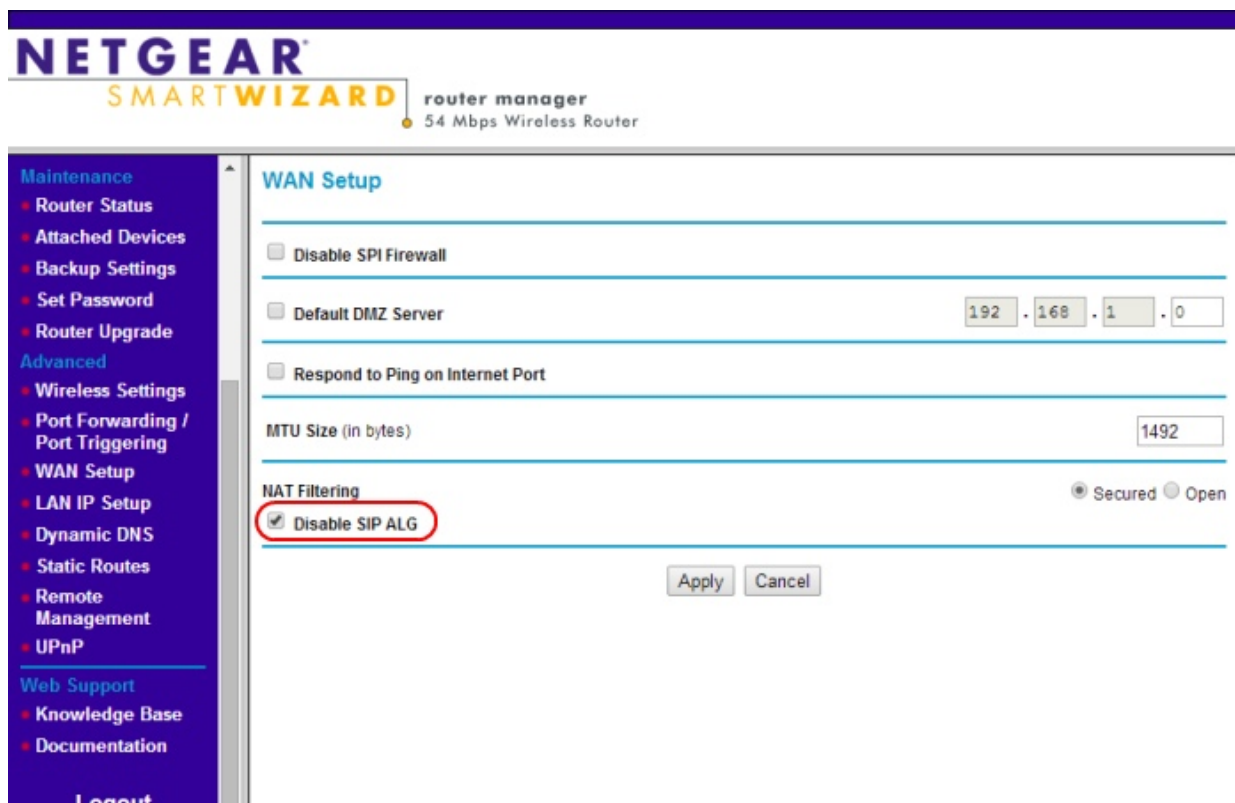 NETGEAR
SMARTWIZARD
router manager
54 Mbps Wireless Router
Maintenance
Router Status
Attached Devices
Backup Settings
Set Password
Router Upgrade
Advanced
Wireless Settings
Port Forwarding /
Port Triggering
WAN Setup
LAN IP Setup
Dynamic DNS
Static Routes
Remote
Management
UPnP
Web Support
Knowledge Base
Documentation
Logout
WAN Setup
Disable SPI Firewall
Default DMZ Server 192 . 168 . 1 . 0
Respond to Ping on Internet Port
MTU Size (in bytes) 1492
NAT Filtering Secured Open
Disable SIP ALG
Apply Cancel